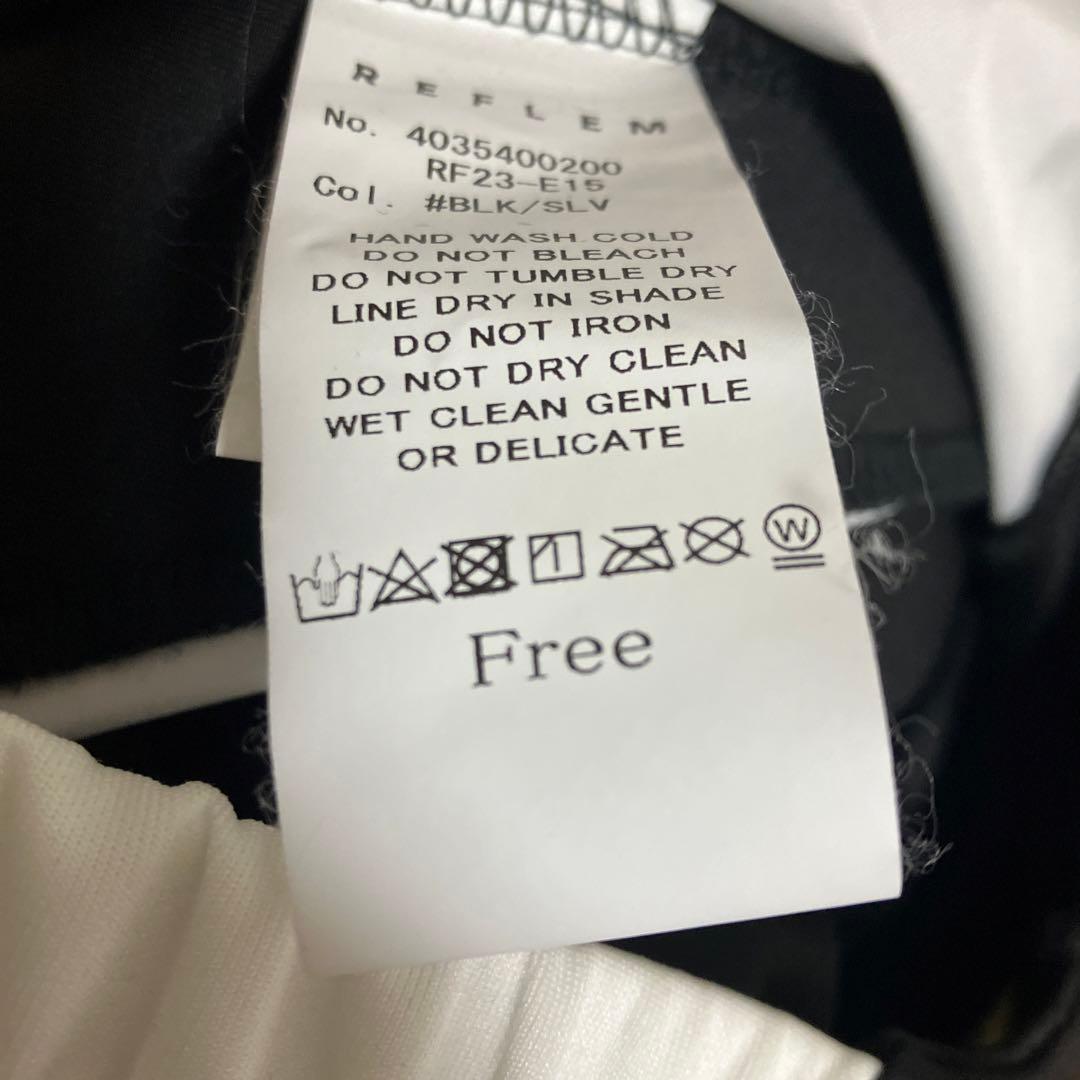 REFLEM
No. 4035400200
RF23-E15
Col. #BLK/SLV
HAND WASH COLD
DO NOT BLEACH
DO NOT TUMBLE DRY
LINE DRY IN SHADE
DO NOT IRON
DO NOT DRY CLEAN
WET CLEAN GENTLE
OR DELICATE
W
Free